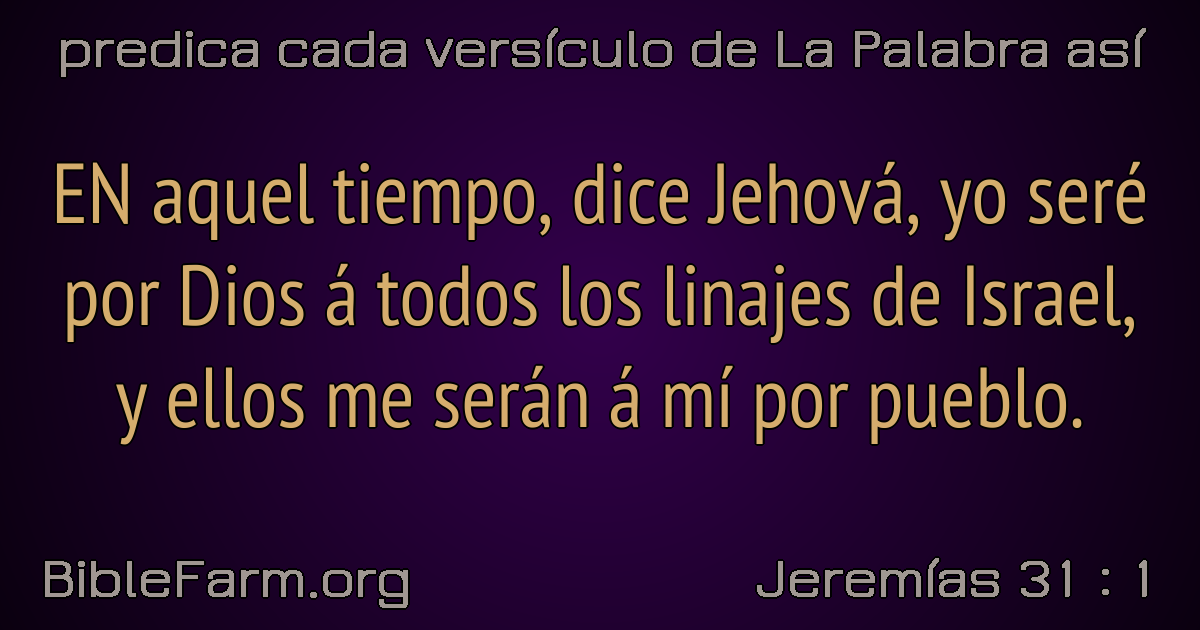 predica cada versículo de La Palabra así
EN aquel tiempo, dice Jehová, yo seré
por Dios á todos los linajes de Israel,
y ellos me serán á mí por pueblo.
BibleFarm.org
Jeremías 31 : 1